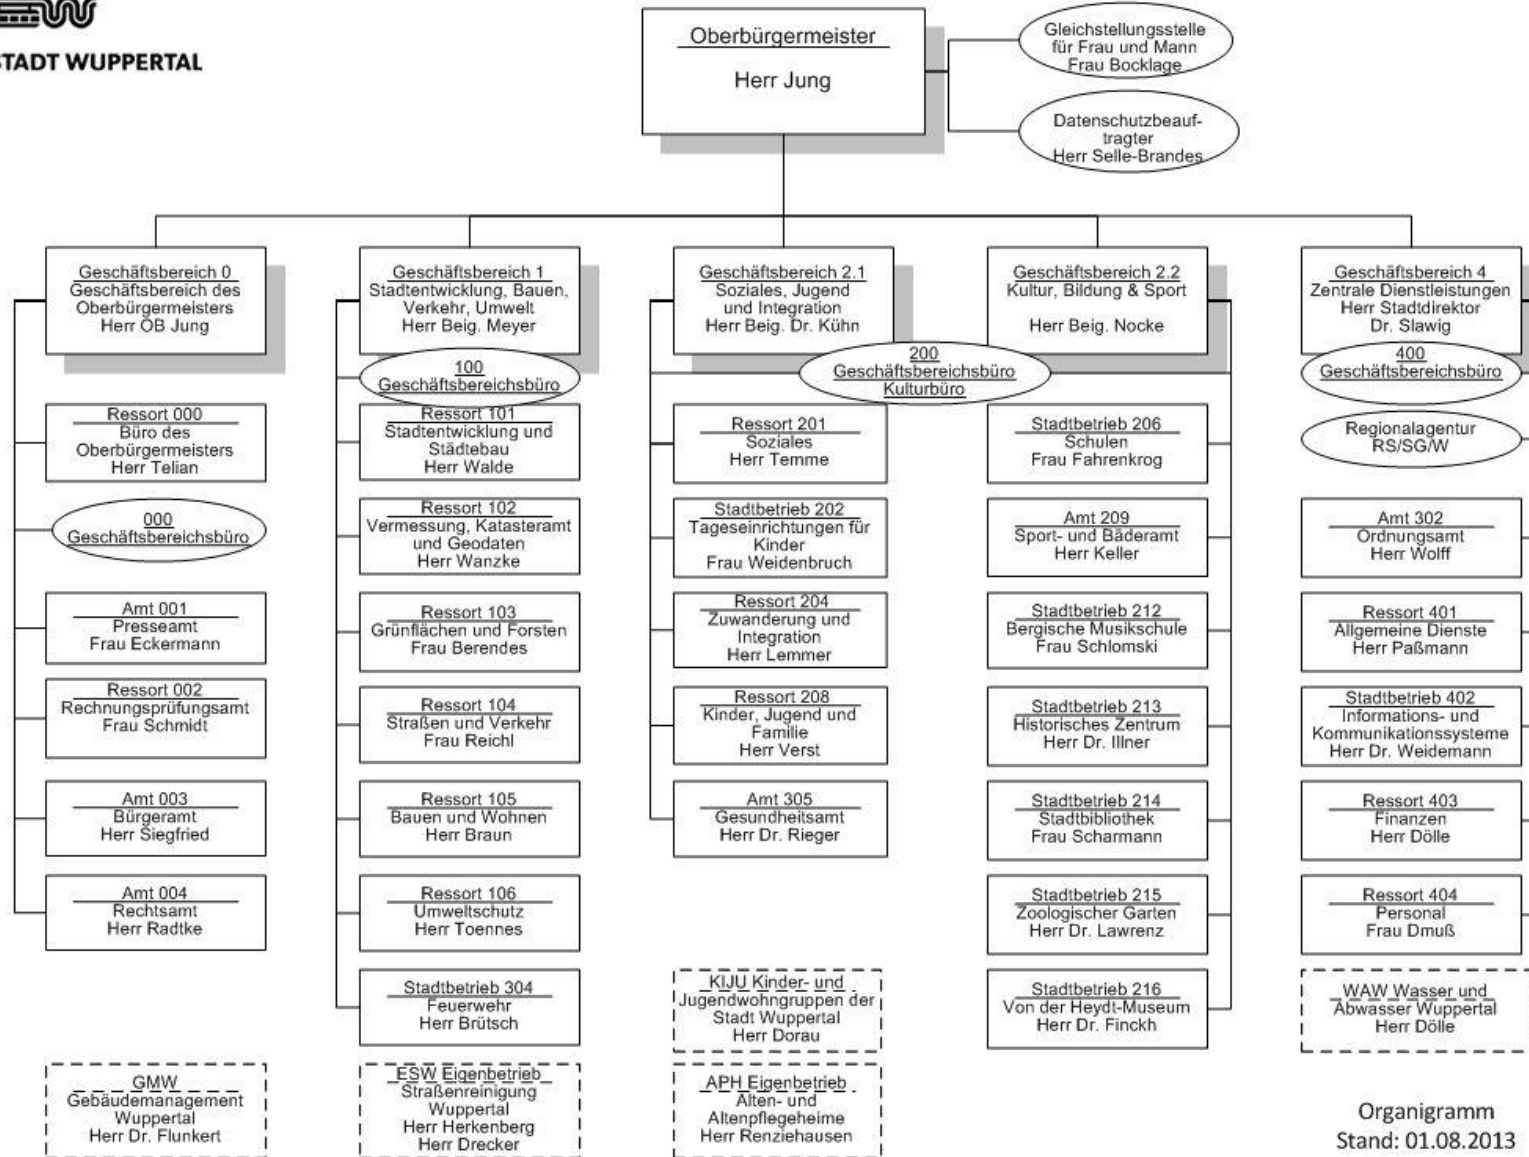 STADT WUPPERTAL
Oberbürgermeister
Herr Jung
Gleichstellungsstelle
für Frau und Mann
Frau Bocklage
Datenschutzbeauf-
tragter
Herr Selle-Brandes
Geschäftsbereich 0
Geschäftsbereich des
Oberbürgermeisters
Herr OB Jung
Ressort 000
Büro des
Oberbürgermeisters
Herr Telian
000
Geschäftsbereichsbüro
Amt 001
Presseamt
Frau Eckermann
Ressort 002
Rechnungsprüfungsamt
Frau Schmidt
Amt 003
Bürgeramt
Herr Siegfried
Amt 004
Rechtsamt
Herr Radtke
GMW
Gebäudemanagement
Wuppertal
Herr Dr. Flunkert
Geschäftsbereich 1
Stadtentwicklung, Bauen,
Verkehr, Umwelt
Herr Beig. Meyer
100
Geschäftsbereichsbüro
Ressort 101
Stadtentwicklung und
Städtebau
Herr Walde
Ressort 102
Vermessung, Katasteramt
und Geodaten
Herr Wanzke
Ressort 103
Grünflächen und Forsten
Frau Berendes
Ressort 104
Straßen und Verkehr
Frau Reichl
Ressort 105
Bauen und Wohnen
Herr Braun
Ressort 106
Umweltschutz
Herr Toennes
Stadtbetrieb 304
Feuerwehr
Herr Brütsch
ESW Eigenbetrieb
Straßenreinigung
Wuppertal
Herr Herkenberg
Herr Drecker
Geschäftsbereich 2.1
Soziales, Jugend
und Integration
Herr Beig. Dr. Kühn
200
Geschäftsbereichsbüro
Kulturbüro
Ressort 201
Soziales
Herr Temme
Stadtbetrieb 202
Tageseinrichtungen für
Kinder
Frau Weidenbruch
Ressort 204
Zuwanderung und
Integration
Herr Lemmer
Ressort 208
Kinder, Jugend und
Familie
Herr Verst
Amt 305
Gesundheitsamt
Herr Dr. Rieger
KIJU Kinder- und
Jugendwohngruppen der
Stadt Wuppertal
Herr Dorau
APH Eigenbetrieb
Alten- und
Altenpflegeheime
Herr Renziehausen
Geschäftsbereich 2.2
Kultur, Bildung & Sport
Herr Beig. Nocke
Stadtbetrieb 206
Schulen
Frau Fahrenkrog
Amt 209
Sport- und Bäderamt
Herr Keller
Stadtbetrieb 212
Bergische Musikschule
Frau Schlomski
Stadtbetrieb 213
Historisches Zentrum
Herr Dr. Illner
Stadtbetrieb 214
Stadtbibliothek
Frau Scharmann
Stadtbetrieb 215
Zoologischer Garten
Herr Dr. Lawrenz
Stadtbetrieb 216
Von der Heydt-Museum
Herr Dr. Finckh
Geschäftsbereich 4
Zentrale Dienstleistungen
Herr Stadtdirektor
Dr. Slawig
400
Geschäftsbereichsbüro
Regionalagentur
RS/SG/W
Amt 302
Ordnungsamt
Herr Wolff
Ressort 401
Allgemeine Dienste
Herr Paßmann
Stadtbetrieb 402
Informations- und
Kommunikationssysteme
Herr Dr. Weidemann
Ressort 403
Finanzen
Herr Dölle
Ressort 404
Personal
Frau Dmuß
WAW Wasser und
Abwasser Wuppertal
Herr Dölle
Organigramm
Stand: 01.08.2013